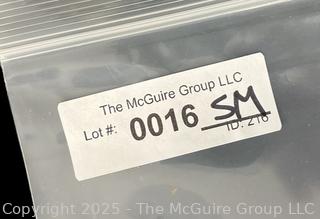 The McGuire Group LLC
Lot #: 0016 SM
ID: 216
Copyright 2025 - The McGuire Group LLC